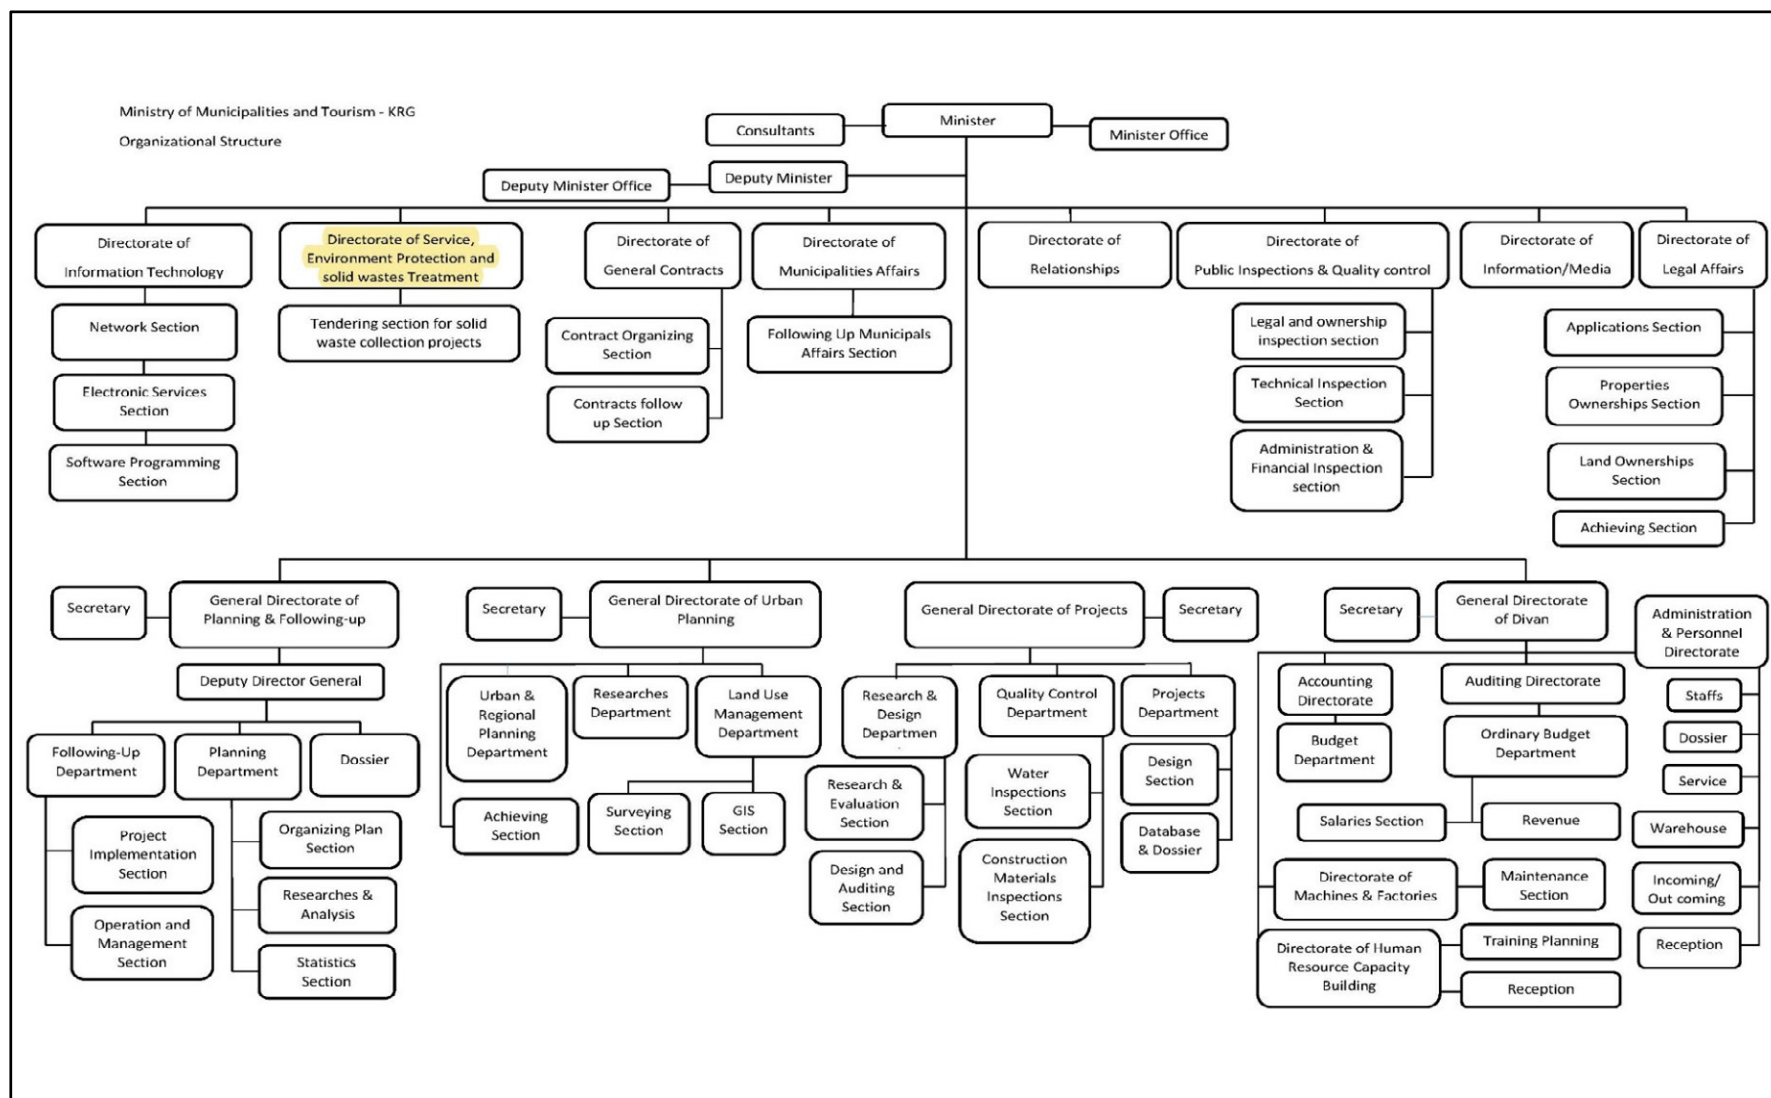 Ministry of Municipalities and Tourism - KRG
Organizational Structure
Consultants
Minister
Minister Office
Deputy Minister Office
Deputy Minister
Directorate of
Information Technology
Directorate of Service,
Environment Protection and
solid wastes Treatment
Directorate of
General Contracts
Directorate of
Municipalities Affairs
Directorate of
Relationships
Directorate of
Public Inspections & Quality control
Directorate of
Information/Media
Directorate of
Legal Affairs
Network Section
Electronic Services
Section
Software Programming
Section
Tendering section for solid
waste collection projects
Contract Organizing
Section
Contracts follow
up Section
Following Up Municipals
Affairs Section
Legal and ownership
inspection section
Technical Inspection
Section
Administration &
Financial Inspection
section
Applications Section
Properties
Ownerships Section
Land Ownerships
Section
Achieving Section
Secretary
General Directorate of
Planning & Following-up
Secretary
General Directorate of Urban
Planning
General Directorate of Projects
Secretary
Secretary
General Directorate
of Divan
Administration
& Personnel
Directorate
Deputy Director General
Following-Up
Department
Planning
Department
Dossier
Project
Implementation
Section
Operation and
Management
Section
Organizing Plan
Section
Researches &
Analysis
Statistics
Section
Urban &
Regional
Planning
Department
Researches
Department
Land Use
Management
Department
Achieving
Section
Surveying
Section
GIS
Section
Research &
Design
Departmen
Quality Control
Department
Projects
Department
Research &
Evaluation
Section
Design and
Auditing
Section
Water
Inspections
Section
Construction
Materials
Inspections
Section
Design
Section
Database
& Dossier
Accounting
Directorate
Budget
Department
Auditing Directorate
Ordinary Budget
Department
Salaries Section
Revenue
Directorate of
Machines & Factories
Maintenance
Section
Directorate of Human
Resource Capacity
Building
Training Planning
Reception
Staffs
Dossier
Service
Warehouse
Incoming/
Out coming
Reception